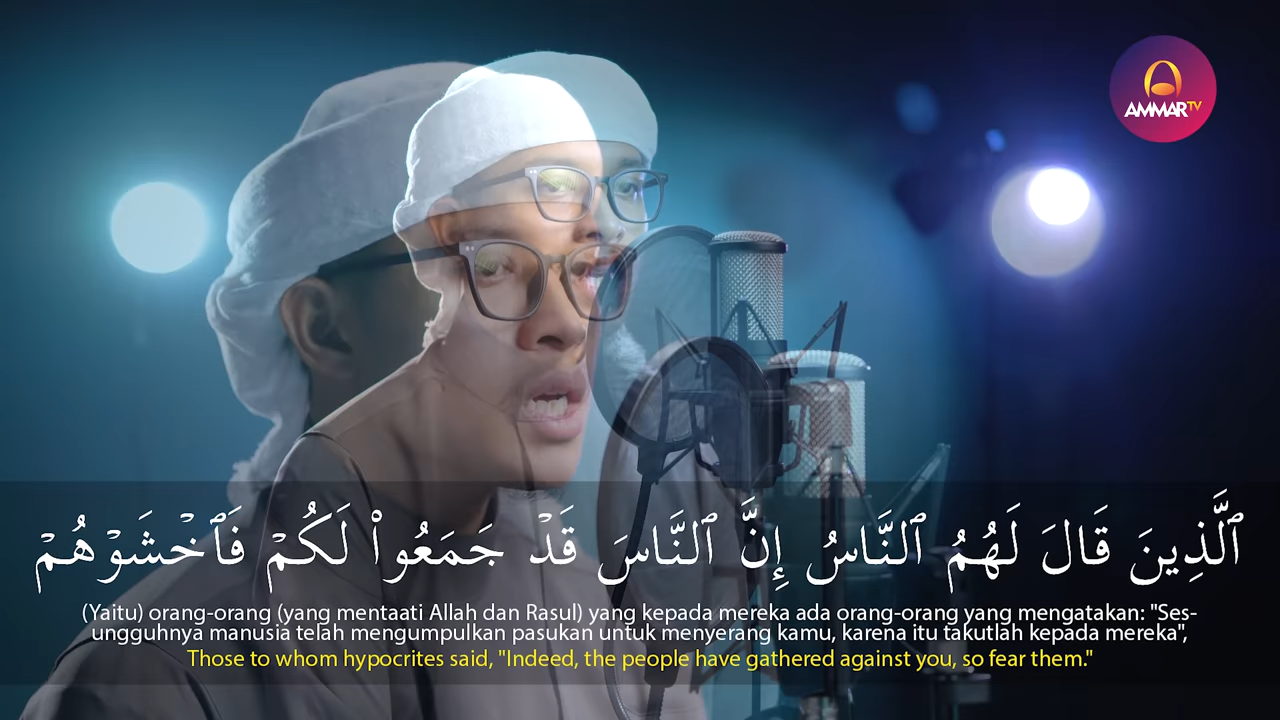 AMMARTV
ٱلَّذِينَ قَالَ لَهُمُ ٱلنَّاسُ إِنَّ ٱلنَّاسَ قَدْ جَمَعُوا۟ لَكُمْ فَٱخْشَوْهُمْ
(Yaitu) orang-orang (yang mentaati Allah dan Rasul) yang kepada mereka ada orang-orang yang mengatakan: "Ses-
ungguhnya manusia telah mengumpulkan pasukan untuk menyerang kamu, karena itu takutlah kepada mereka",
Those to whom hypocrites said, "Indeed, the people have gathered against you, so fear them."